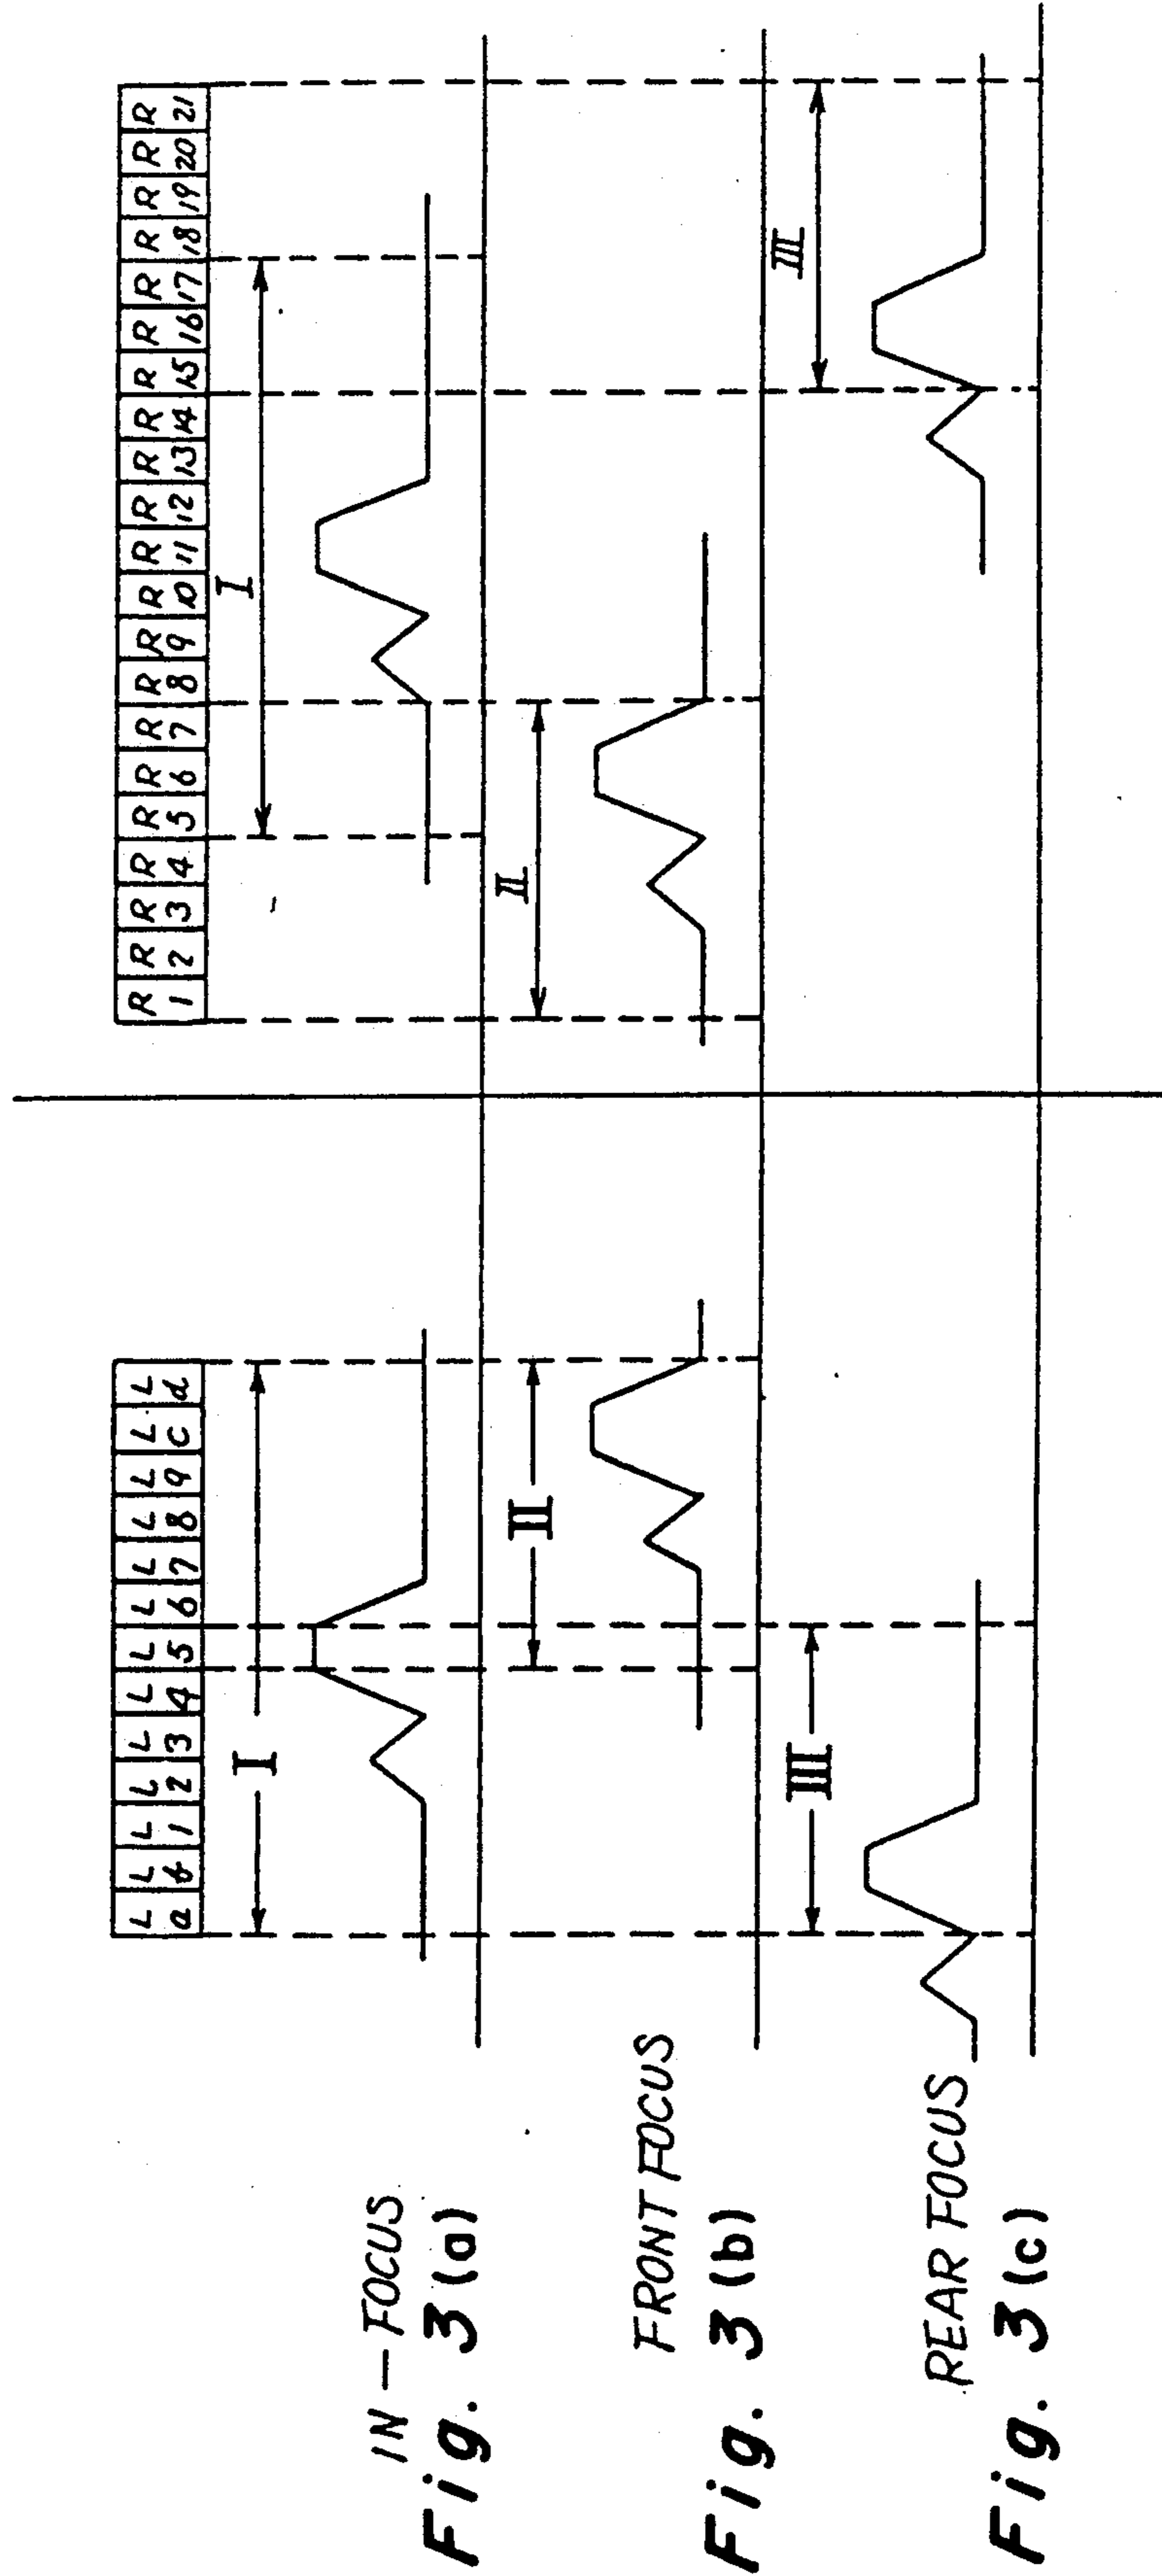 L L L L L L L L L L L L L
a b 1 2 3 4 5 6 7 8 9 c d
R R R R R R R R R R R R R R R R R R R R R
1 2 3 4 5 6 7 8 9 10 11 12 13 14 15 16 17 18 19 20 21
I
I
IN-FOCUS
Fig. 3(a)
II
II
FRONT FOCUS
Fig. 3(b)
III
III
REAR FOCUS
Fig. 3(c)